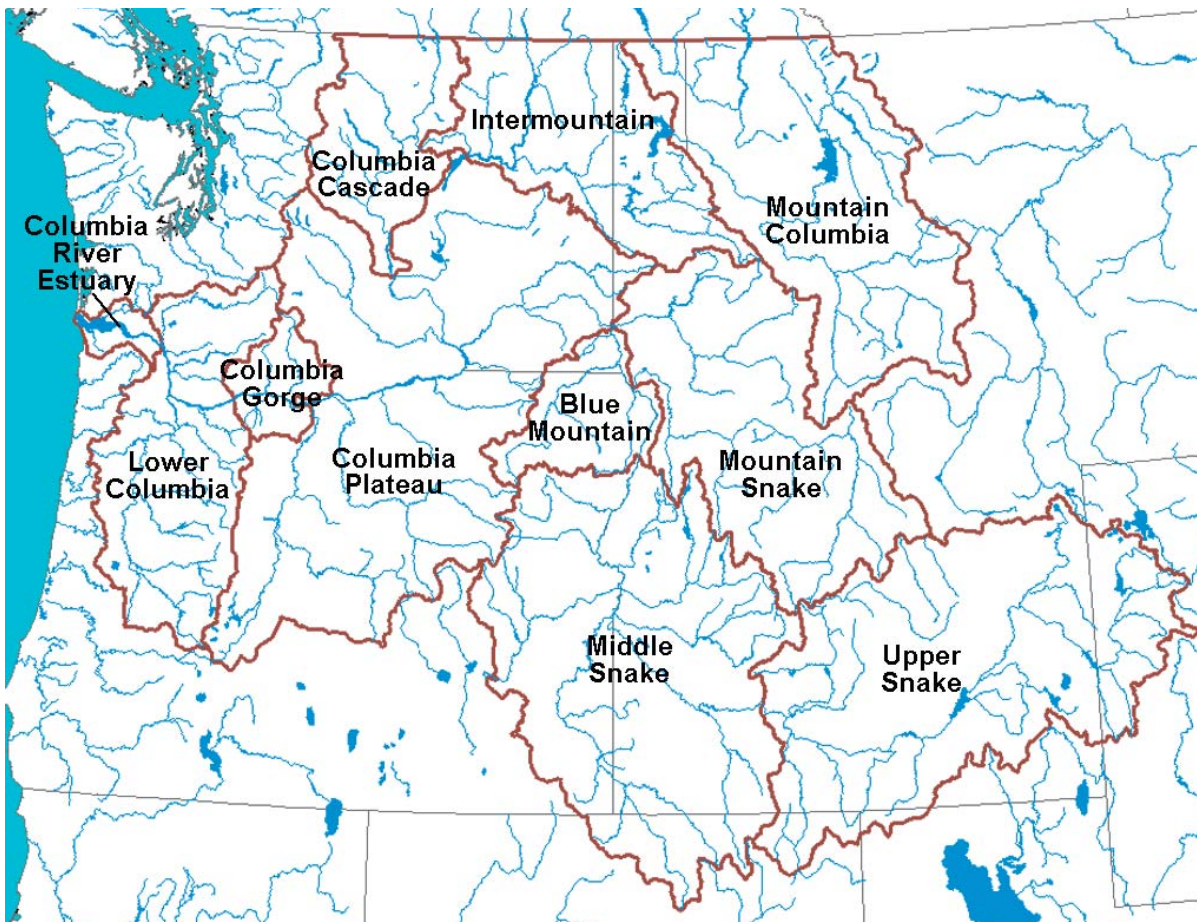 Intermountain
Columbia
Cascade
Mountain
Columbia
Columbia
River
Estuary
Columbia
Gorge
Blue
Mountain
Lower
Columbia
Columbia
Plateau
Mountain
Snake
Middle
Snake
Upper
Snake